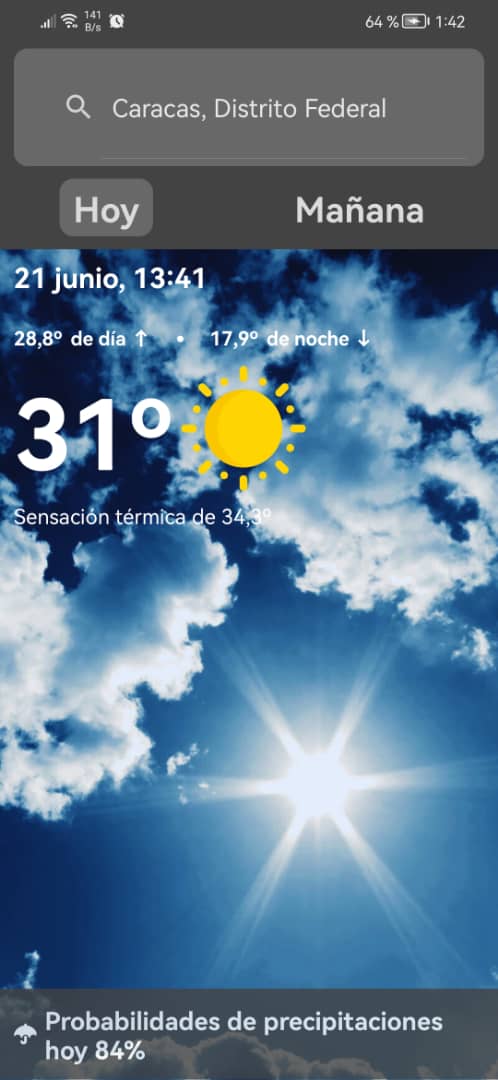 141
B/s
64 % 1:42
Caracas, Distrito Federal
Hoy Mañana
21 junio, 13:41
28,8º de día ↑ • 17,9º de noche ↓
31º
Sensación térmica de 34,3º
Probabilidades de precipitaciones
hoy 84%